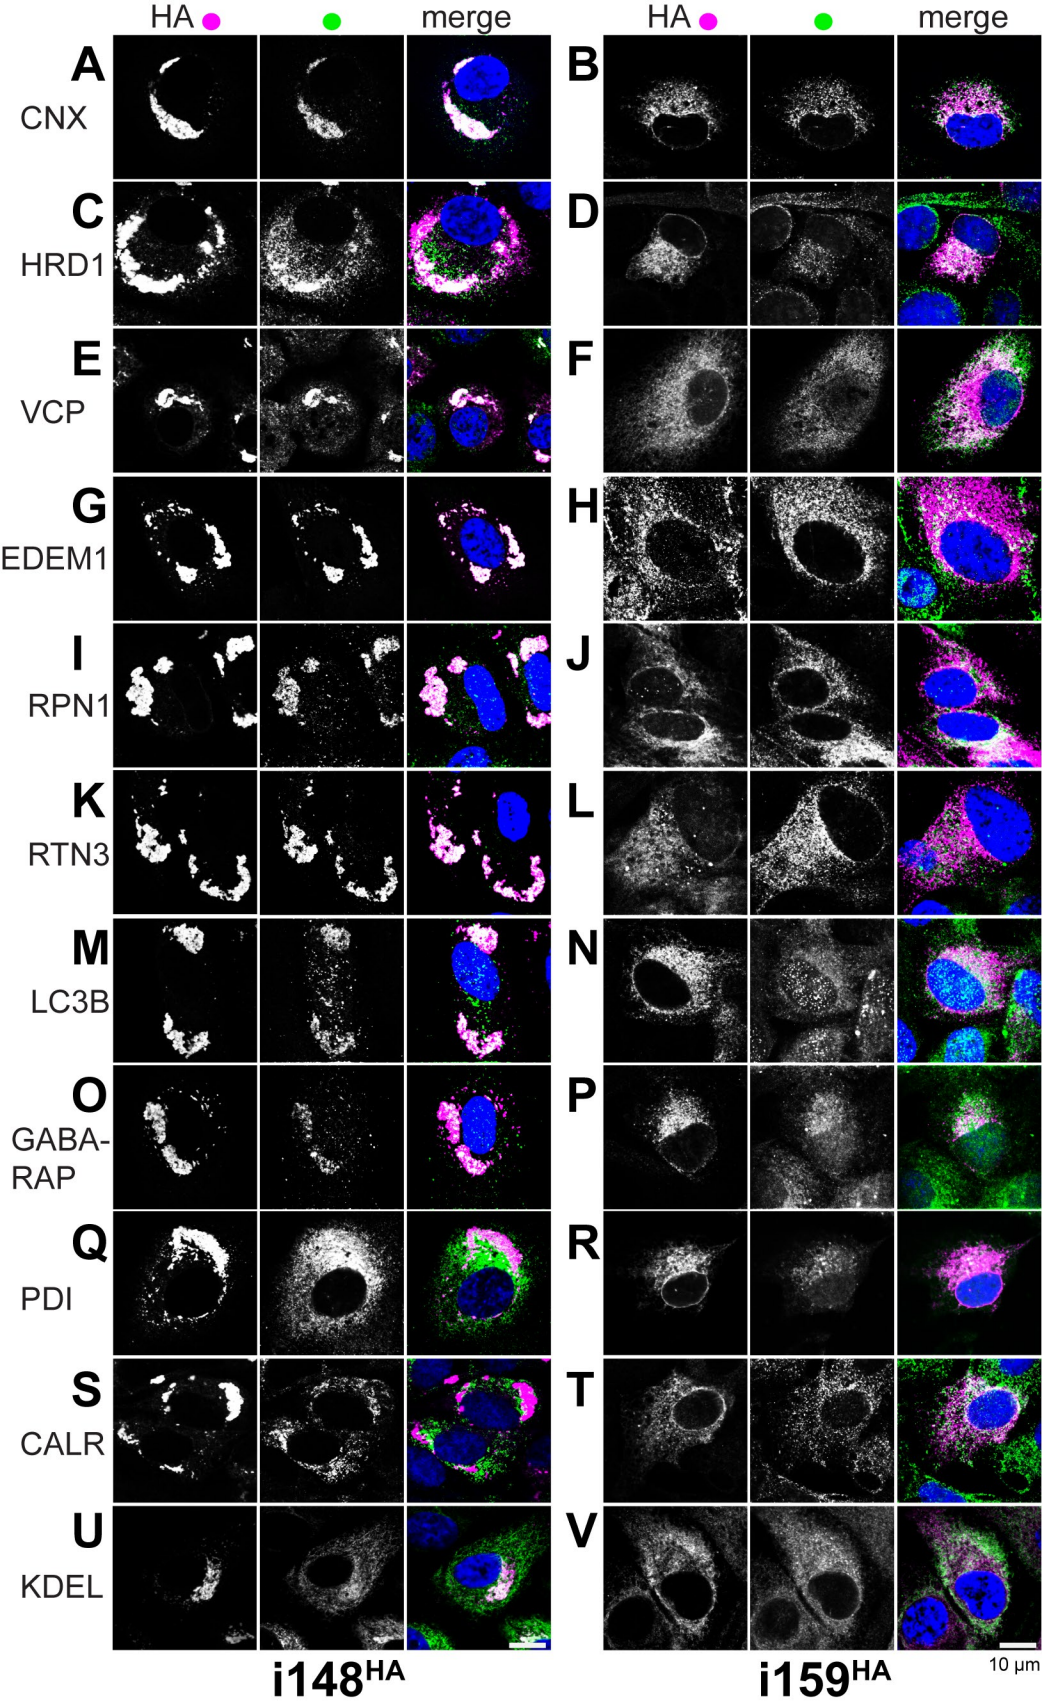 HA merge HA merge
A B
CNX
C D
HRD1
E F
VCP
G H
EDEM1
I J
RPN1
K L
RTN3
M N
LC3B
O P
GABA-
RAP
Q R
PDI
S T
CALR
U V
KDEL
10 µm
i148HA i159HA